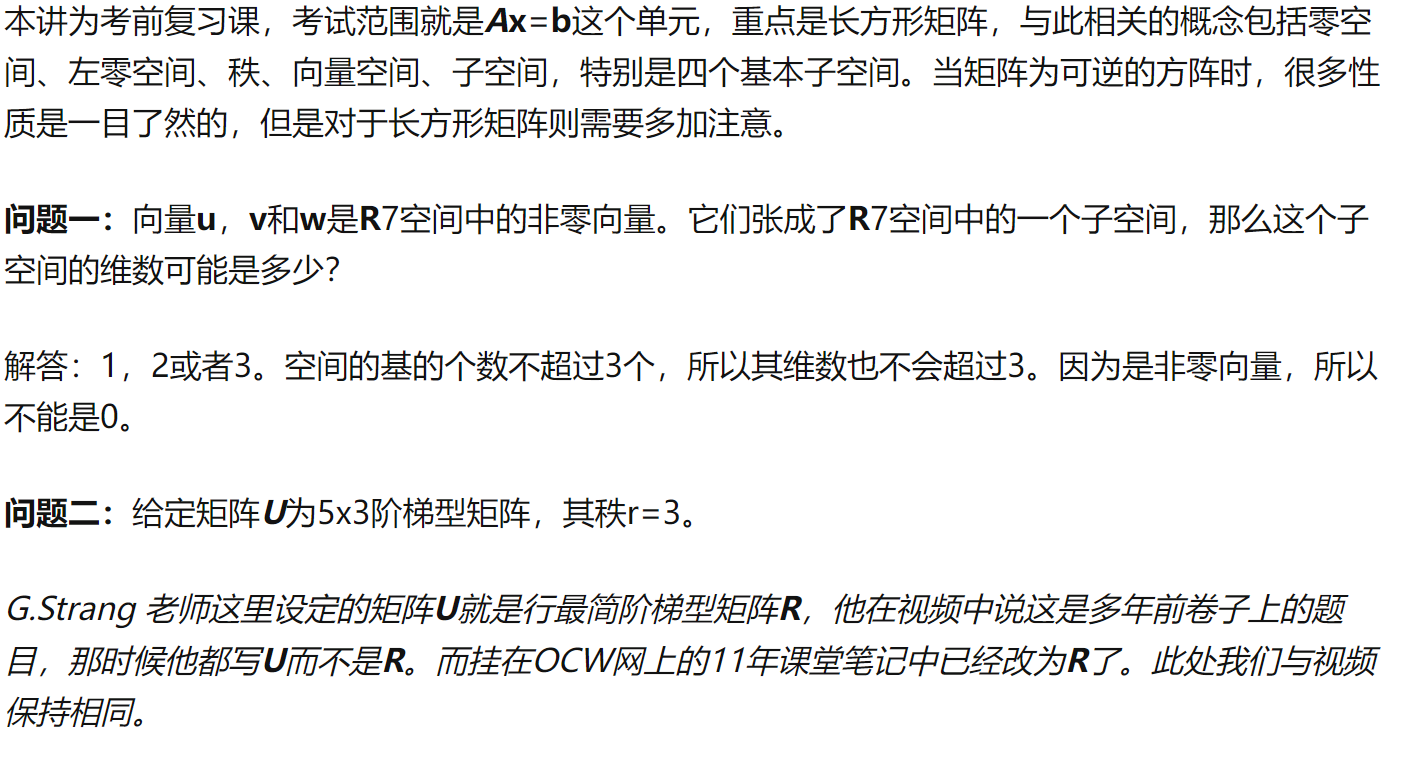 本讲为考前复习课，考试范围就是Ax=b这个单元，重点是长方形矩阵，与此相关的概念包括零空
间、左零空间、秩、向量空间、子空间，特别是四个基本子空间。当矩阵为可逆的方阵时，很多性
质是一目了然的，但是对于长方形矩阵则需要多加注意。
问题一：向量u，v和w是R7空间中的非零向量。它们张成了R7空间中的一个子空间，那么这个子
空间的维数可能是多少？
解答：1，2或者3。空间的基的个数不超过3个，所以其维数也不会超过3。因为是非零向量，所以
不能是0。
问题二：给定矩阵U为5x3阶梯型矩阵，其秩r=3。
G.Strang 老师这里设定的矩阵U就是行最简阶梯型矩阵R，他在视频中说这是多年前卷子上的题
目，那时候他都写U而不是R。而挂在OCW网上的11年课堂笔记中已经改为R了。此处我们与视频
保持相同。